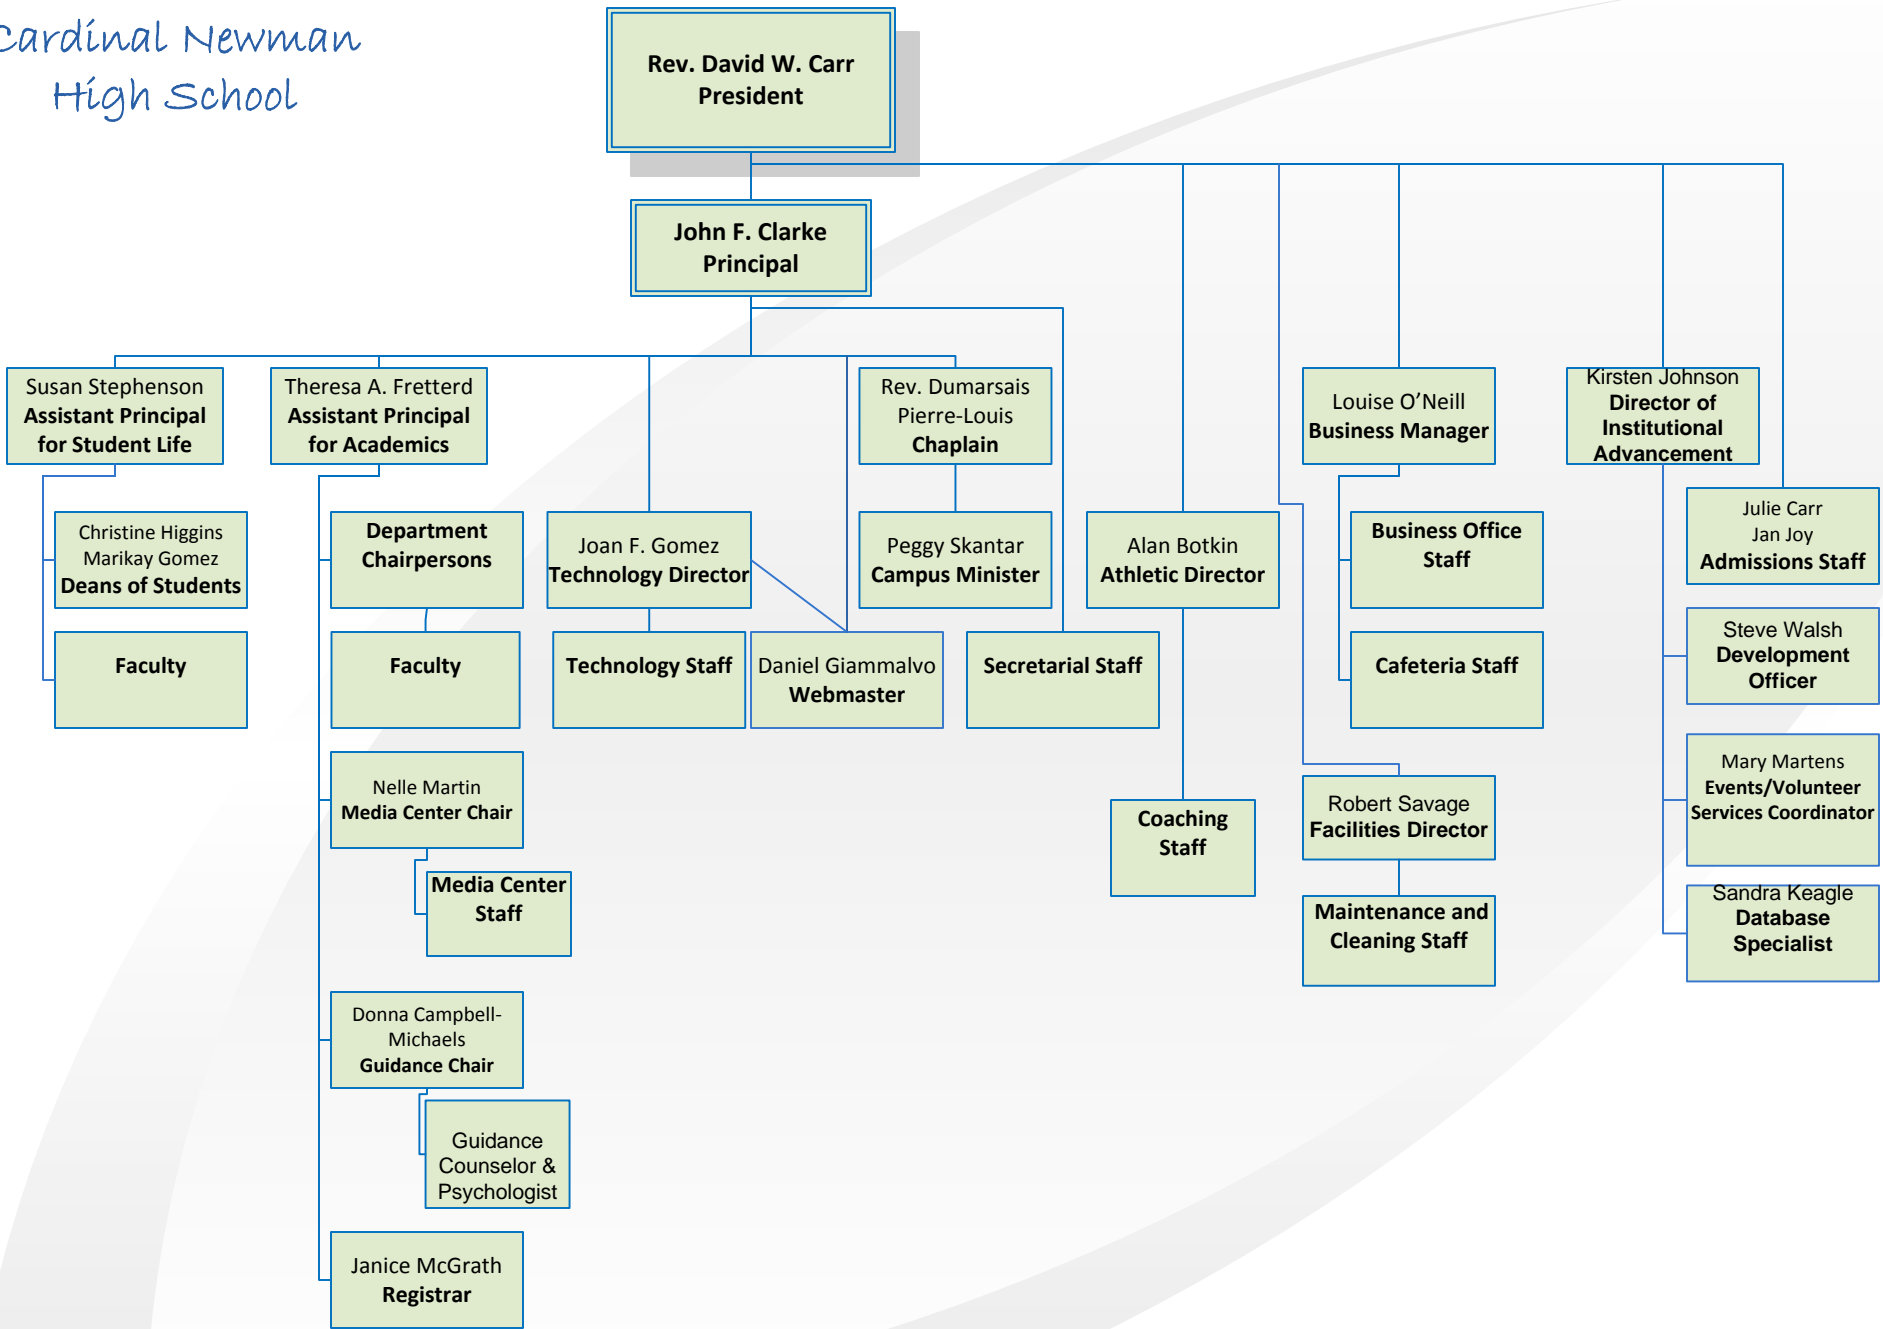 Cardinal Newman
High School
Rev. David W. Carr
President
John F. Clarke
Principal
Susan Stephenson
Assistant Principal
for Student Life
Theresa A. Fretterd
Assistant Principal
for Academics
Rev. Dumarsais
Pierre-Louis
Chaplain
Louise O’Neill
Business Manager
Kirsten Johnson
Director of
Institutional
Advancement
Julie Carr
Jan Joy
Admissions Staff
Christine Higgins
Marikay Gomez
Deans of Students
Department
Chairpersons
Joan F. Gomez
Technology Director
Peggy Skantar
Campus Minister
Alan Botkin
Athletic Director
Business Office
Staff
Steve Walsh
Development
Officer
Faculty
Faculty
Technology Staff
Daniel Giammalvo
Webmaster
Secretarial Staff
Cafeteria Staff
Mary Martens
Events/Volunteer
Services Coordinator
Nelle Martin
Media Center Chair
Coaching
Staff
Robert Savage
Facilities Director
Media Center
Staff
Maintenance and
Cleaning Staff
Sandra Keagle
Database
Specialist
Donna Campbell-
Michaels
Guidance Chair
Guidance
Counselor &
Psychologist
Janice McGrath
Registrar